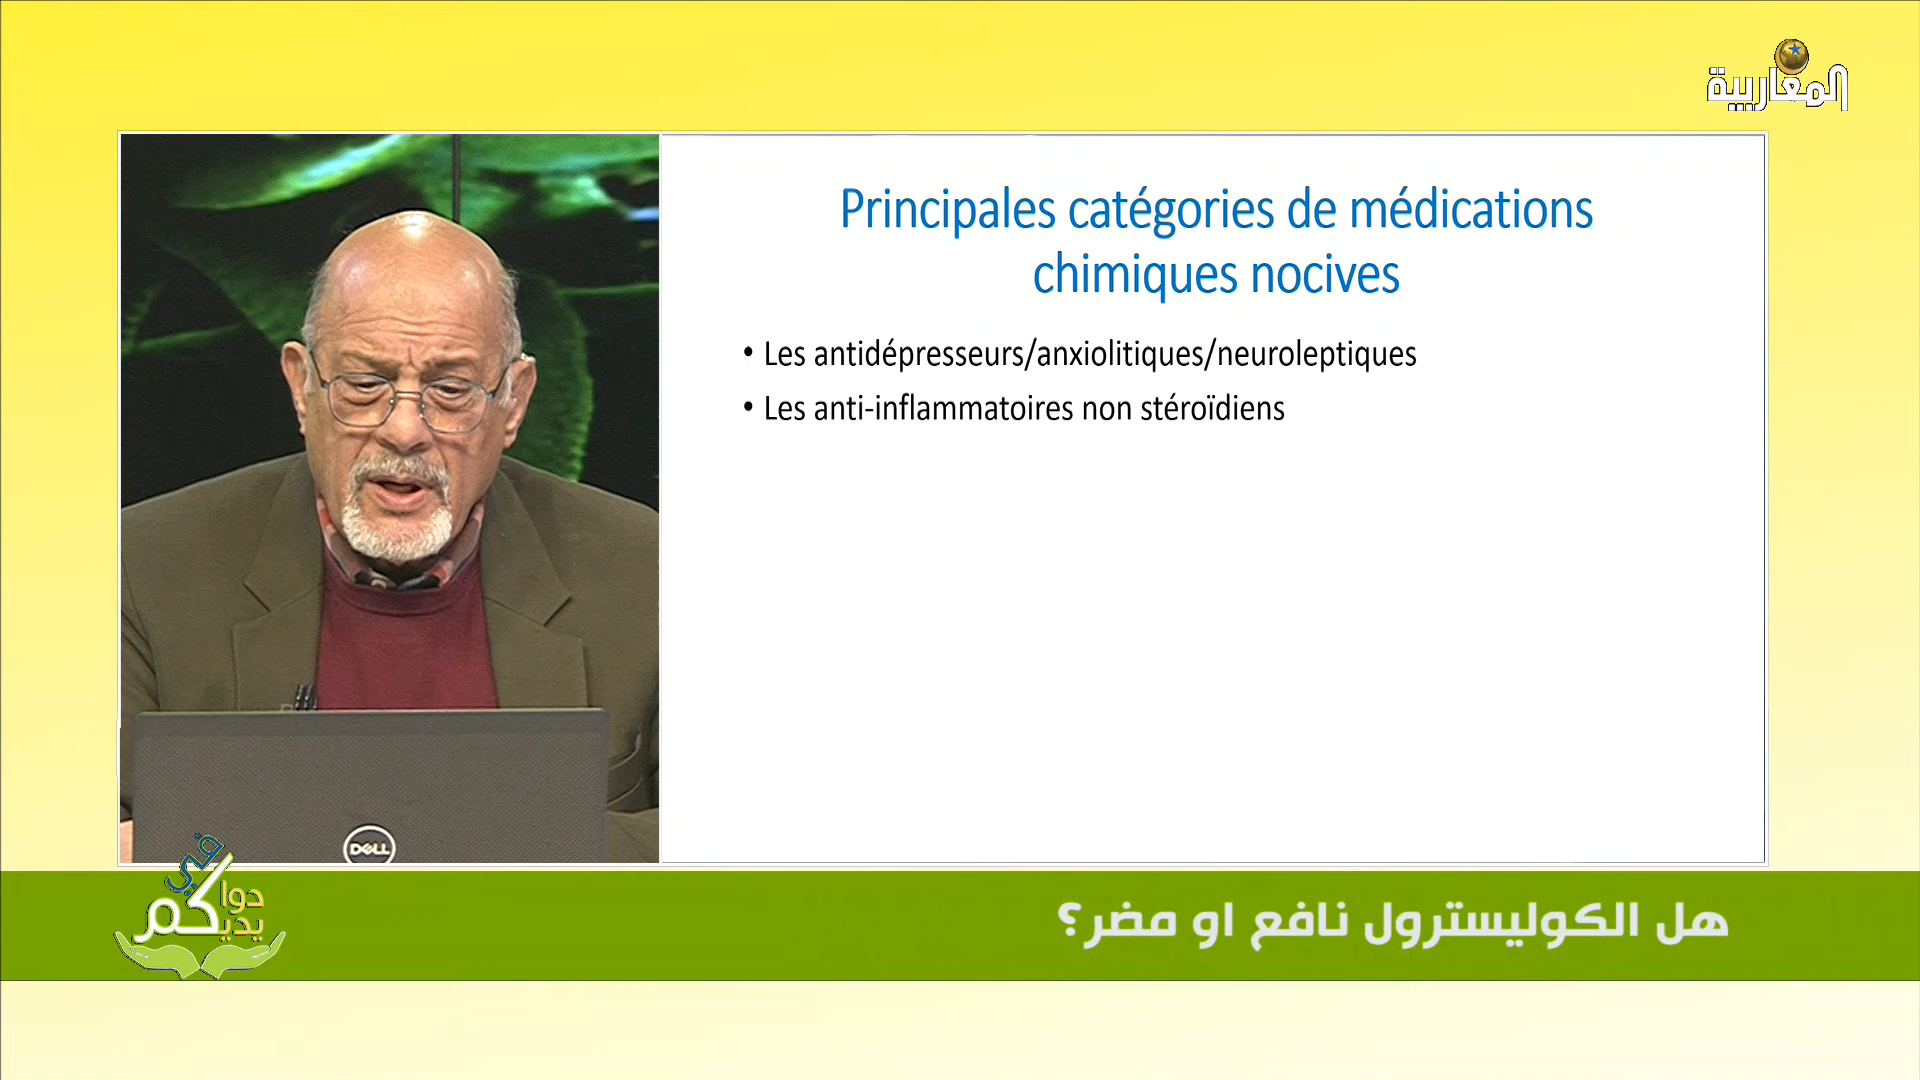 المغاربية
Principales catégories de médications
chimiques nocives
• Les antidépresseurs/anxiolitiques/neuroleptiques
• Les anti-inflammatoires non stéroïdiens
DELL
دواكم
في
يديكم
هل الكوليسترول نافع او مضر؟